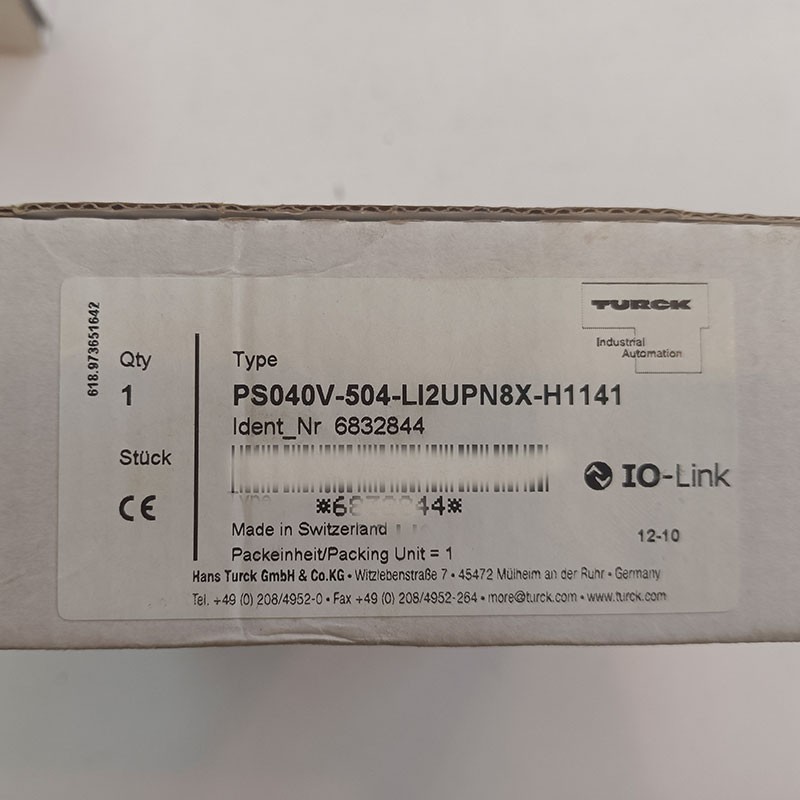 618.973651642
TURCK
Industrial
Automation
Qty
1
Type
PS040V-504-LI2UPN8X-H1141
Ident_Nr 6832844
Stück
CE
IO-Link
Made in Switzerland
12-10
Packeinheit/Packing Unit = 1
Hans Turck GmbH & Co.KG • Witzlebenstraße 7 • 45472 Mülheim an der Ruhr • Germany
Tel. +49 (0) 208/4952-0 • Fax +49 (0) 208/4952-264 • more@turck.com • www.turck.com